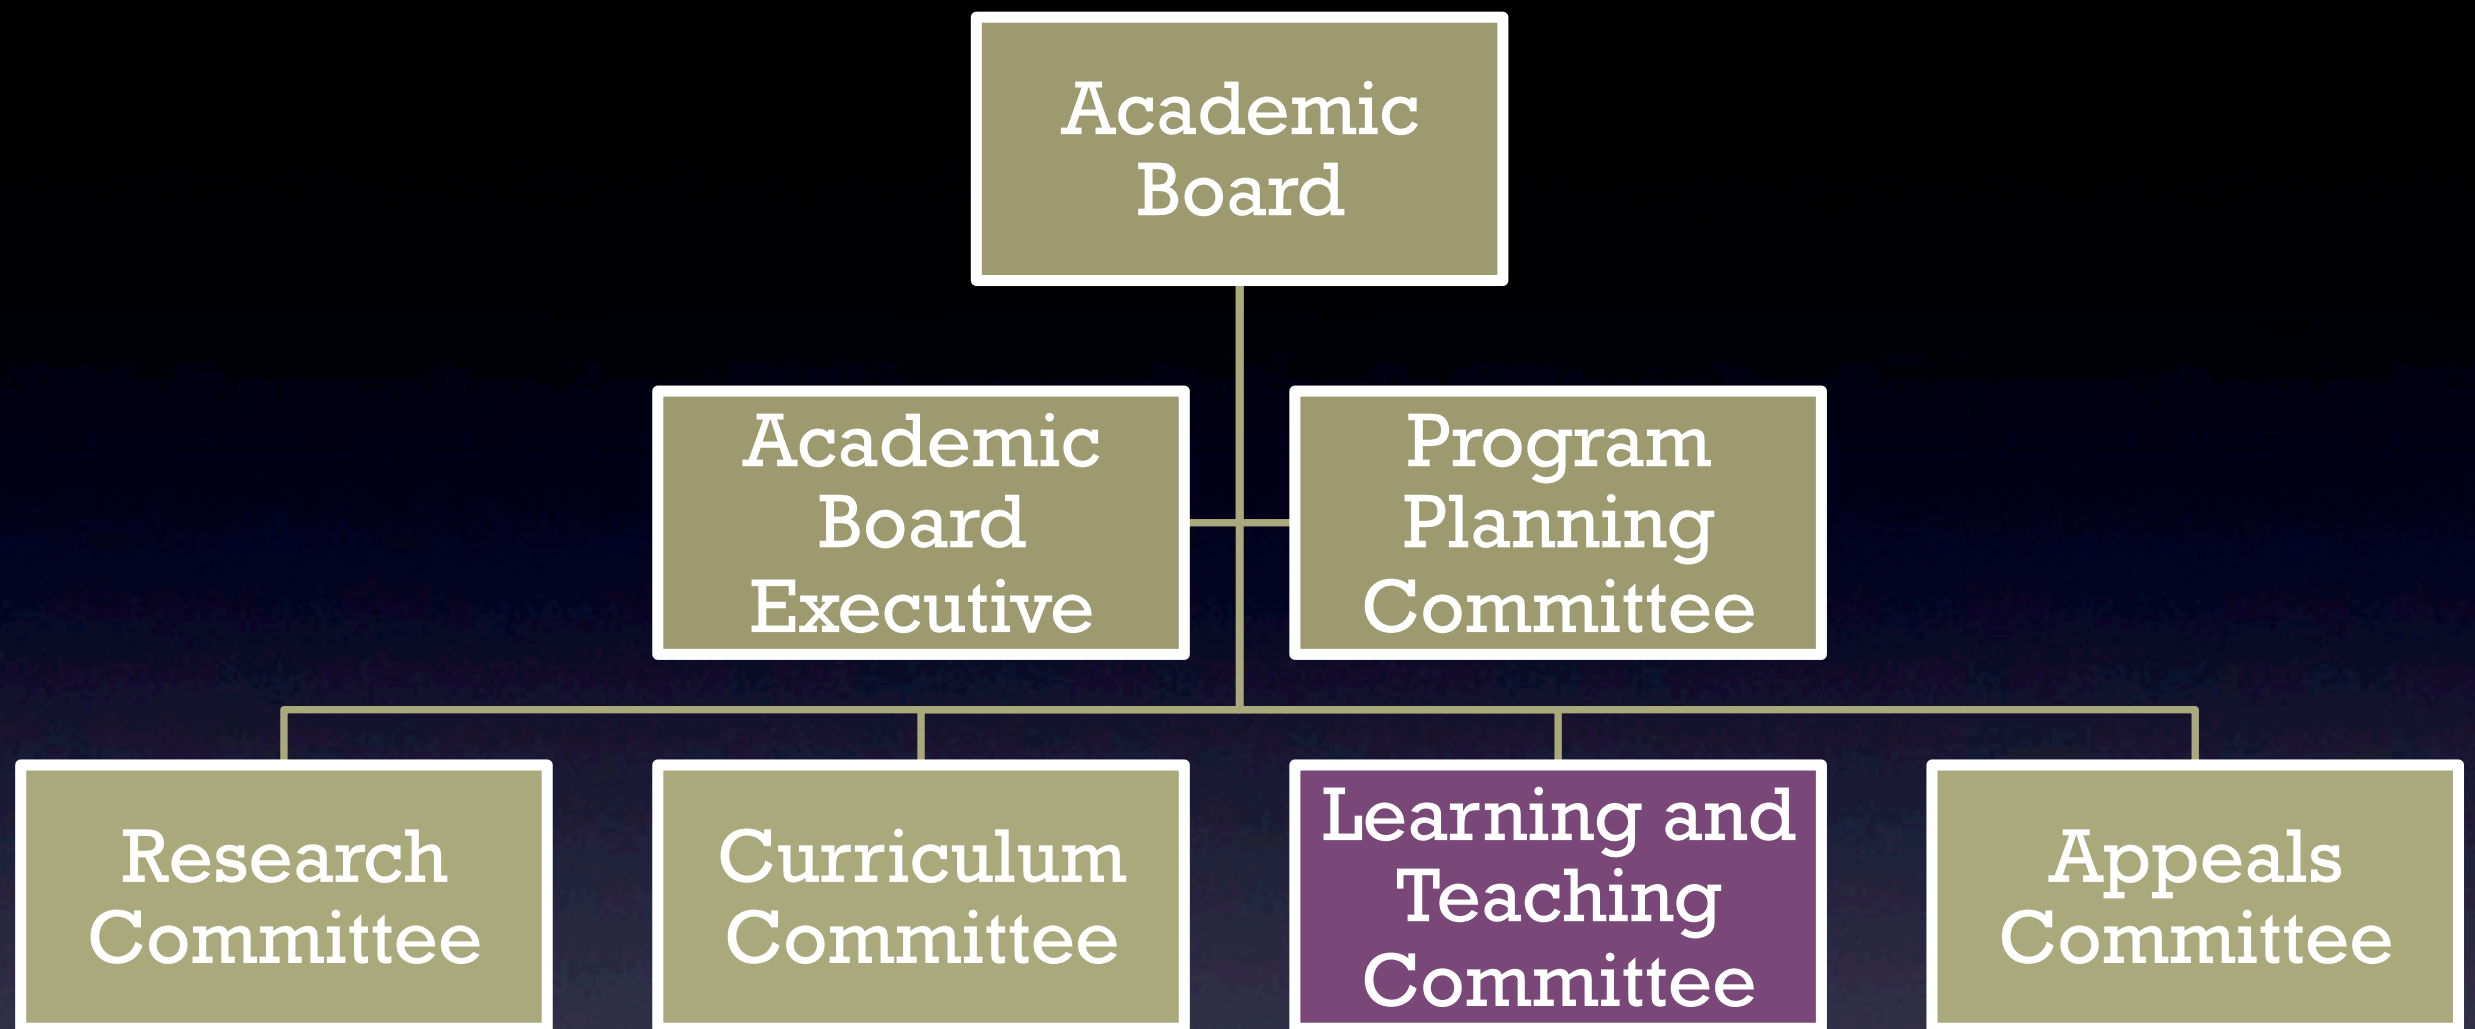 Academic
Board
Academic
Board
Executive
Program
Planning
Committee
Research
Committee
Curriculum
Committee
Learning and
Teaching
Committee
Appeals
Committee